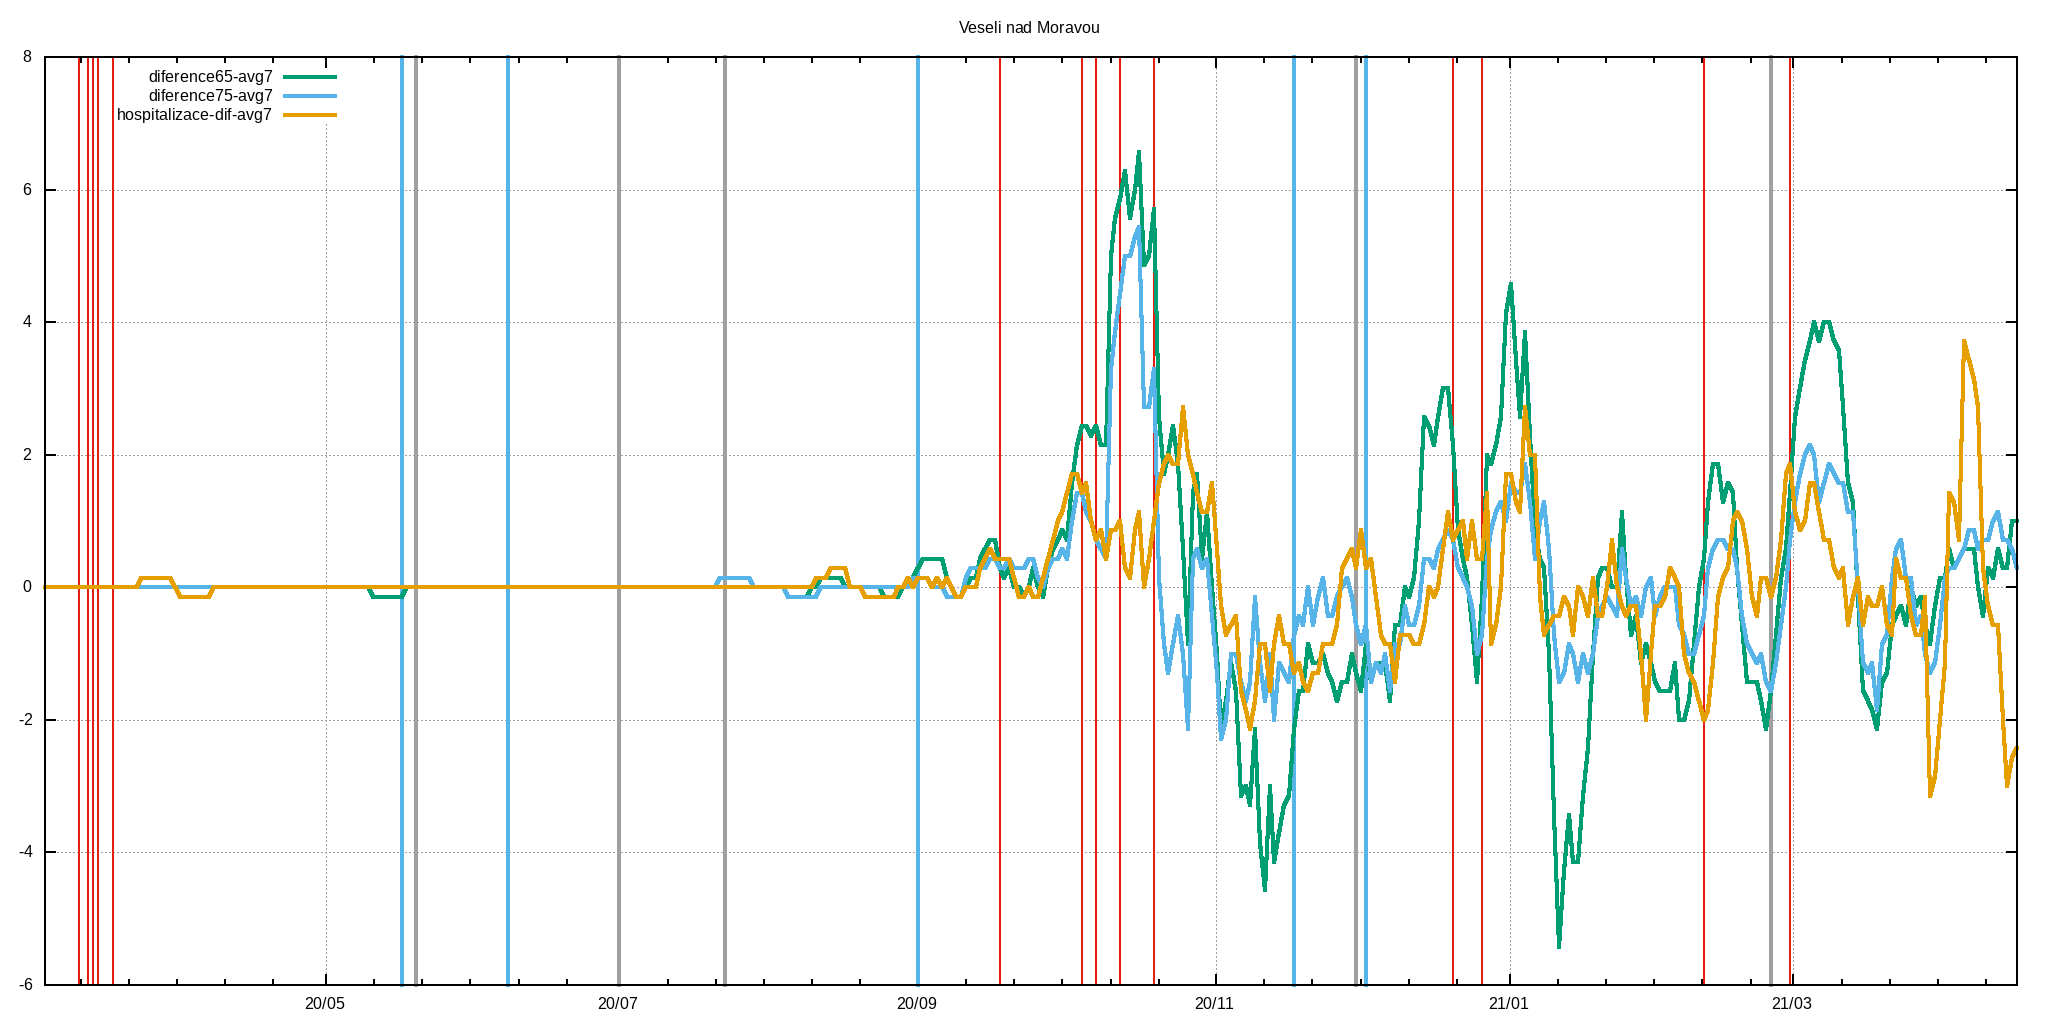 Veseli nad Moravou
8
diference65-avg7
diference75-avg7
hospitalizace-dif-avg7
6
4
2
0
-2
-4
-6
20/05 20/07 20/09 20/11 21/01 21/03